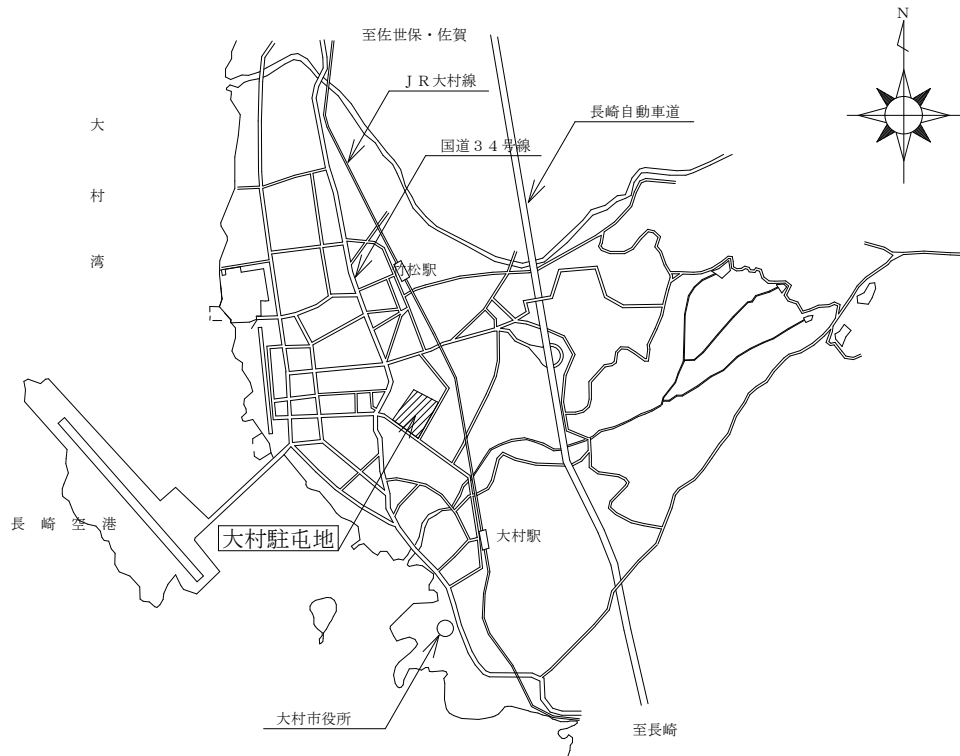 至佐世保・佐賀
N
ＪＲ大村線
長崎自動車道
大村湾
国道３４号線
竹松駅
長崎空港
大村駐屯地
大村駅
大村市役所
至長崎